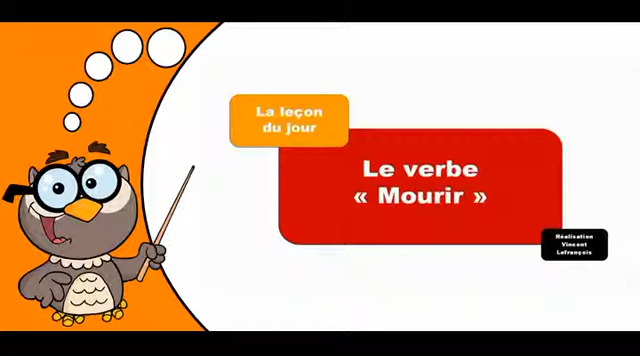 La leçon
du jour
Le verbe
« Mourir »
Réalisation
Vincent
Lefrançois